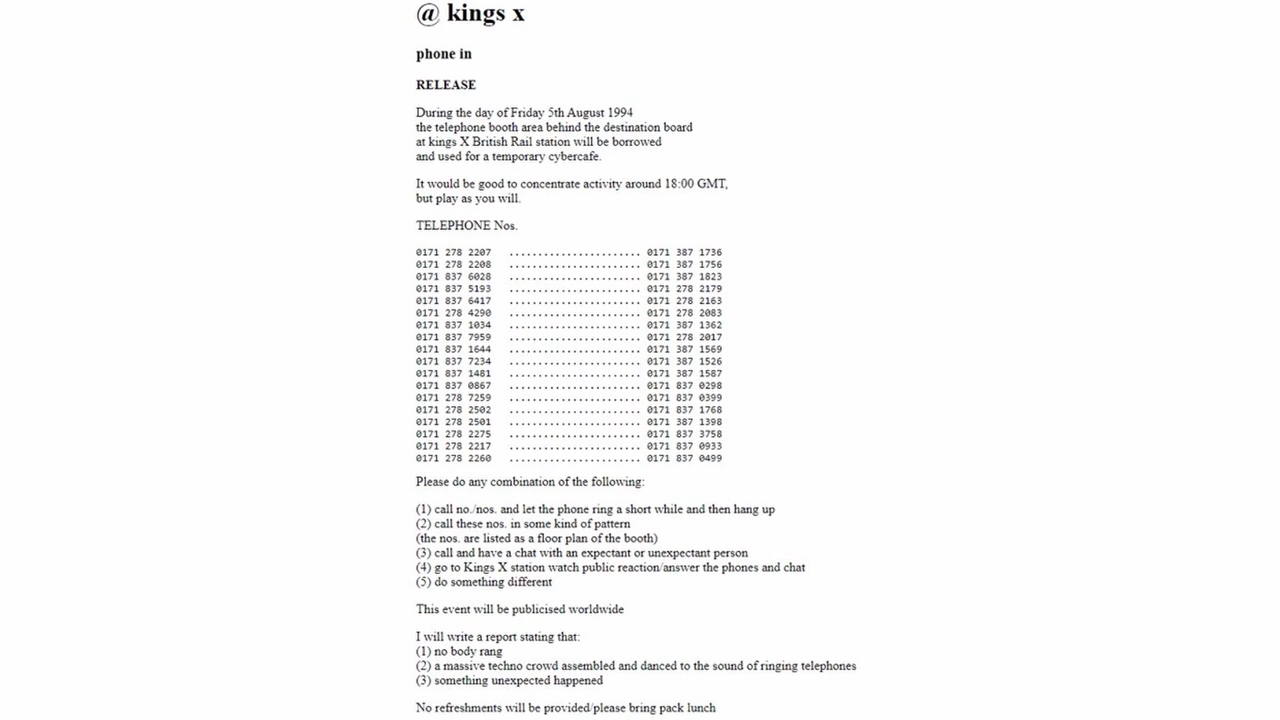 @ kings x
phone in
RELEASE
During the day of Friday 5th August 1994
the telephone booth area behind the destination board
at kings X British Rail station will be borrowed
and used for a temporary cybercafe.
It would be good to concentrate activity around 18:00 GMT,
but play as you will.
TELEPHONE Nos.
0171 278 2207 ....................... 0171 387 1736
0171 278 2208 ....................... 0171 387 1756
0171 837 6028 ....................... 0171 387 1823
0171 837 5193 ....................... 0171 278 2179
0171 837 6417 ....................... 0171 278 2163
0171 278 4290 ....................... 0171 278 2083
0171 837 1034 ....................... 0171 387 1362
0171 837 7959 ....................... 0171 278 2017
0171 837 1644 ....................... 0171 387 1569
0171 837 7234 ....................... 0171 387 1526
0171 837 1481 ....................... 0171 387 1587
0171 837 0867 ....................... 0171 837 0298
0171 278 7259 ....................... 0171 837 0399
0171 278 2502 ....................... 0171 837 1768
0171 278 2501 ....................... 0171 387 1398
0171 278 2275 ....................... 0171 837 3758
0171 278 2217 ....................... 0171 837 0933
0171 278 2260 ....................... 0171 837 0499
Please do any combination of the following:
(1) call no./nos. and let the phone ring a short while and then hang up
(2) call these nos. in some kind of pattern
(the nos. are listed as a floor plan of the booth)
(3) call and have a chat with an expectant or unexpectant person
(4) go to Kings X station watch public reaction/answer the phones and chat
(5) do something different
This event will be publicised worldwide
I will write a report stating that:
(1) no body rang
(2) a massive techno crowd assembled and danced to the sound of ringing telephones
(3) something unexpected happened
No refreshments will be provided/please bring pack lunch